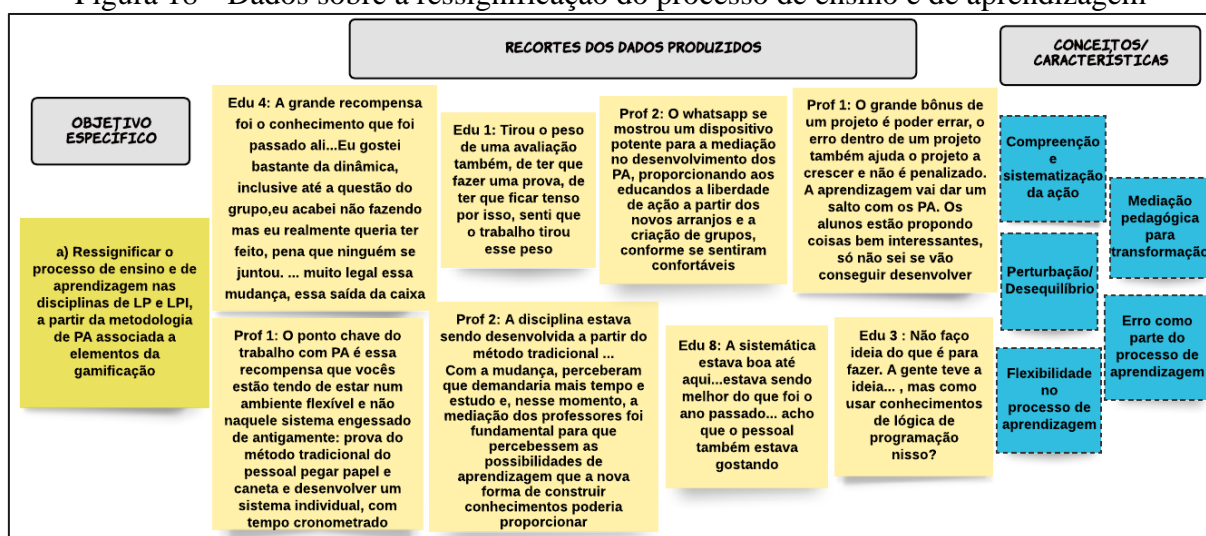 Figura 18 - Dados sobre a ressignificação do processo de ensino e de aprendizagem
RECORTES DOS DADOS PRODUZIDOS
CONCEITOS/
CARACTERÍSTICAS
OBJETIVO
ESPECÍFICO
a) Ressignificar o
processo de ensino e de
aprendizagem nas
disciplinas de LP e LPI,
a partir da metodologia
de PA associada a
elementos da
gamificação
Edu 4: A grande recompensa
foi o conhecimento que foi
passado ali...Eu gostei
bastante da dinâmica,
inclusive até a questão do
grupo,eu acabei não fazendo
mas eu realmente queria ter
feito, pena que ninguém se
juntou. ... muito legal essa
mudança, essa saída da caixa
Edu 1: Tirou o peso
de uma avaliação
também, de ter que
fazer uma prova, de
ter que ficar tenso
por isso, senti que
o trabalho tirou
esse peso
Prof 2: O whatsapp se
mostrou um dispositivo
potente para a mediação
no desenvolvimento dos
PA, proporcionando aos
educandos a liberdade
de ação a partir dos
novos arranjos e a
criação de grupos,
conforme se sentiram
confortáveis
Prof 1: O grande bônus de
um projeto é poder errar, o
erro dentro de um projeto
também ajuda o projeto a
crescer e não é penalizado.
A aprendizagem vai dar um
salto com os PA. Os
alunos estão propondo
coisas bem interessantes,
só não sei se vão
conseguir desenvolver
Prof 1: O ponto chave do
trabalho com PA é essa
recompensa que vocês
estão tendo de estar num
ambiente flexível e não
naquele sistema engessado
de antigamente: prova do
método tradicional do
pessoal pegar papel e
caneta e desenvolver um
sistema individual, com
tempo cronometrado
Prof 2: A disciplina estava
sendo desenvolvida a partir do
método tradicional ...
Com a mudança, perceberam
que demandaria mais tempo e
estudo e, nesse momento, a
mediação dos professores foi
fundamental para que
percebessem as
possibilidades de
aprendizagem que a nova
forma de construir
conhecimentos poderia
proporcionar
Edu 8: A sistemática
estava boa até
aqui...estava sendo
melhor do que foi o
ano passado... acho
que o pessoal
também estava
gostando
Edu 3 : Não faço
ideia do que é para
fazer. A gente teve a
ideia... , mas como
usar conhecimentos
de lógica de
programação
nisso?
Compreenção
e
sistematização
da ação
Mediação
pedagógica
para
transformação
Perturbação/
Desequilíbrio
Erro como
parte do
processo de
aprendizagem
Flexibilidade
no
processo de
aprendizagem